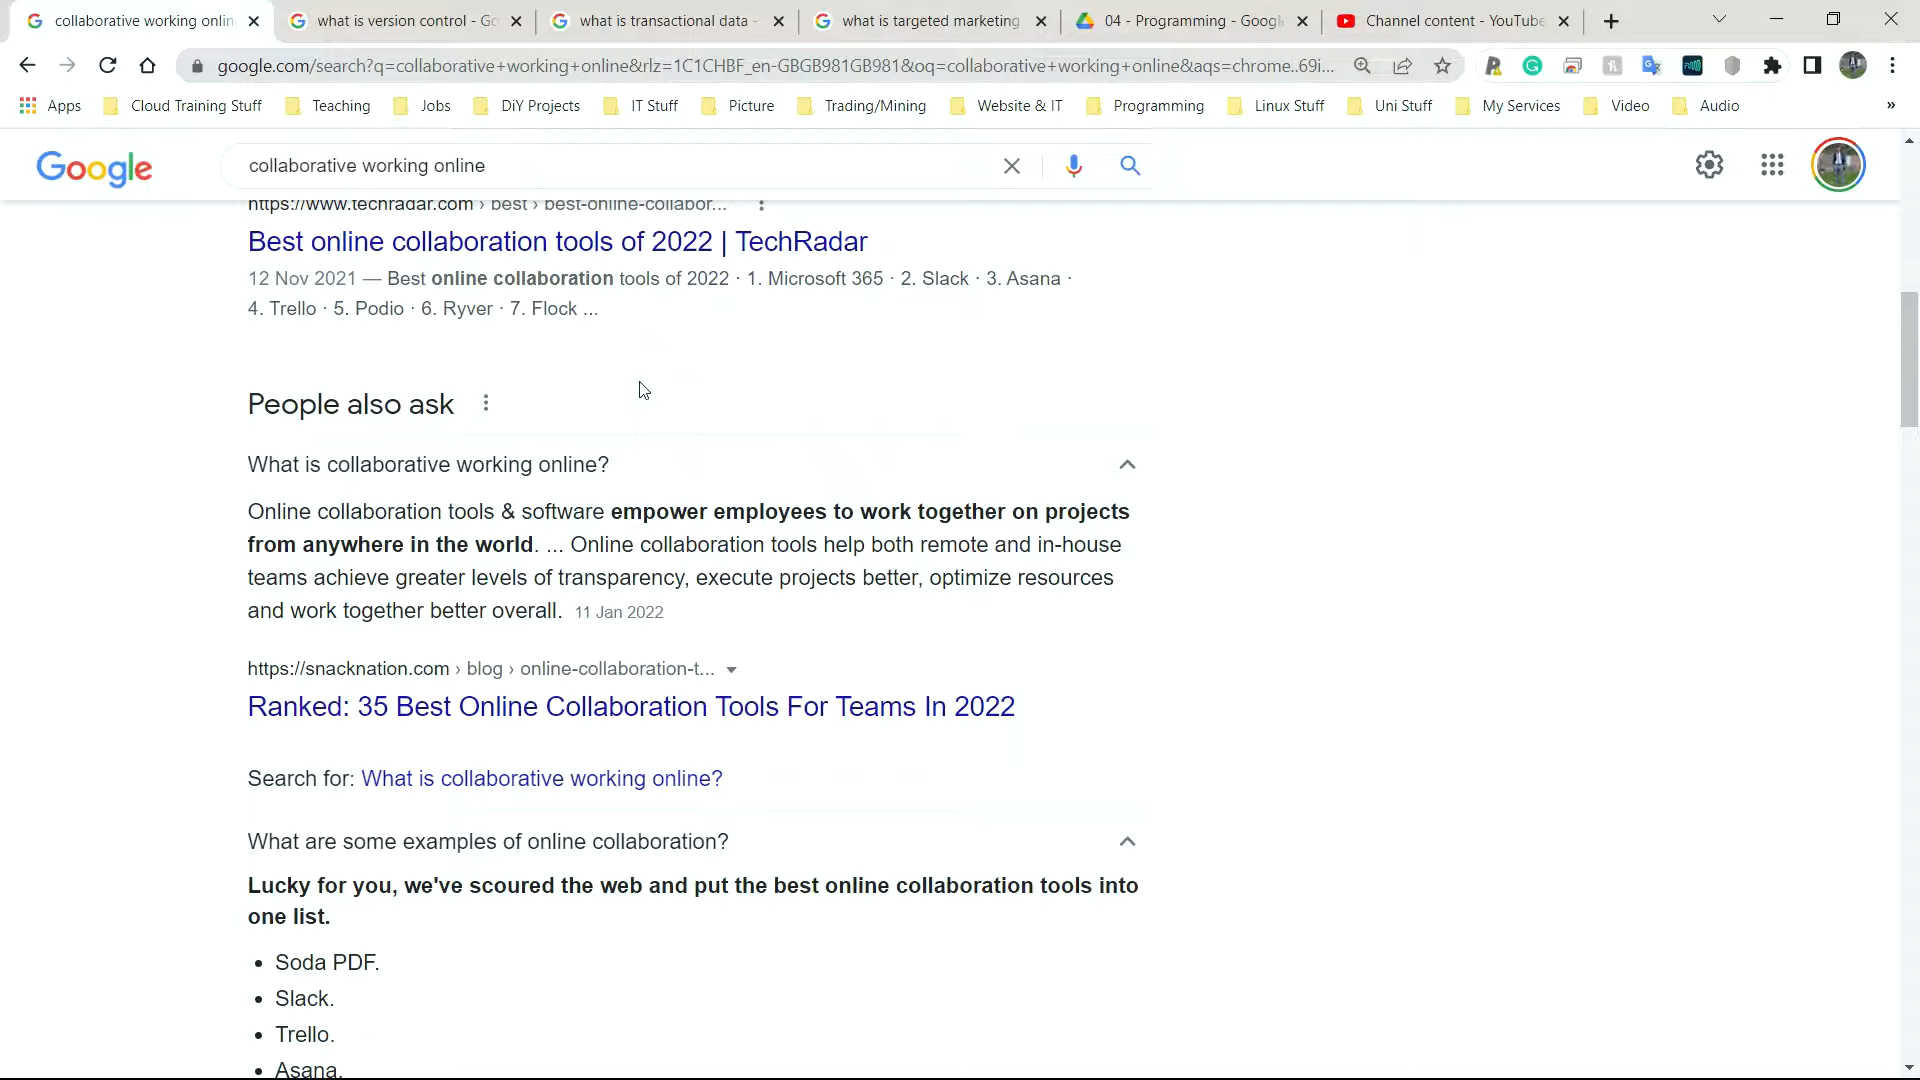 collaborative working onlin
what is version control - Go
what is transactional data -
what is targeted marketing
04 - Programming - Googl
Channel content - YouTube
google.com/search?q=collaborative+working+online&rlz=1C1CHBF_en-GBGB981GB981&oq=collaborative+working+online&aqs=chrome..69i...
Apps
Cloud Training Stuff
Teaching
Jobs
DiY Projects
IT Stuff
Picture
Trading/Mining
Website & IT
Programming
Linux Stuff
Uni Stuff
My Services
Video
Audio
»
Google
collaborative working online
https://www.techradar.com › best › best-online-collabor...
Best online collaboration tools of 2022 | TechRadar
12 Nov 2021 — Best online collaboration tools of 2022 · 1. Microsoft 365 · 2. Slack · 3. Asana ·
4. Trello · 5. Podio · 6. Ryver · 7. Flock ...
People also ask
What is collaborative working online?
Online collaboration tools & software empower employees to work together on projects
from anywhere in the world. ... Online collaboration tools help both remote and in-house
teams achieve greater levels of transparency, execute projects better, optimize resources
and work together better overall. 11 Jan 2022
https://snacknation.com › blog › online-collaboration-t...
Ranked: 35 Best Online Collaboration Tools For Teams In 2022
Search for: What is collaborative working online?
What are some examples of online collaboration?
Lucky for you, we've scoured the web and put the best online collaboration tools into
one list.
• Soda PDF.
• Slack.
• Trello.
• Asana.